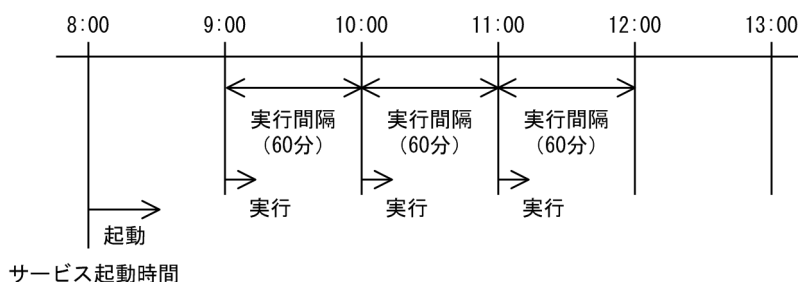 8:00 9:00 10:00 11:00 12:00 13:00
実行間隔 実行間隔 実行間隔
（60分） （60分） （60分）
実行 実行 実行
起動
サービス起動時間